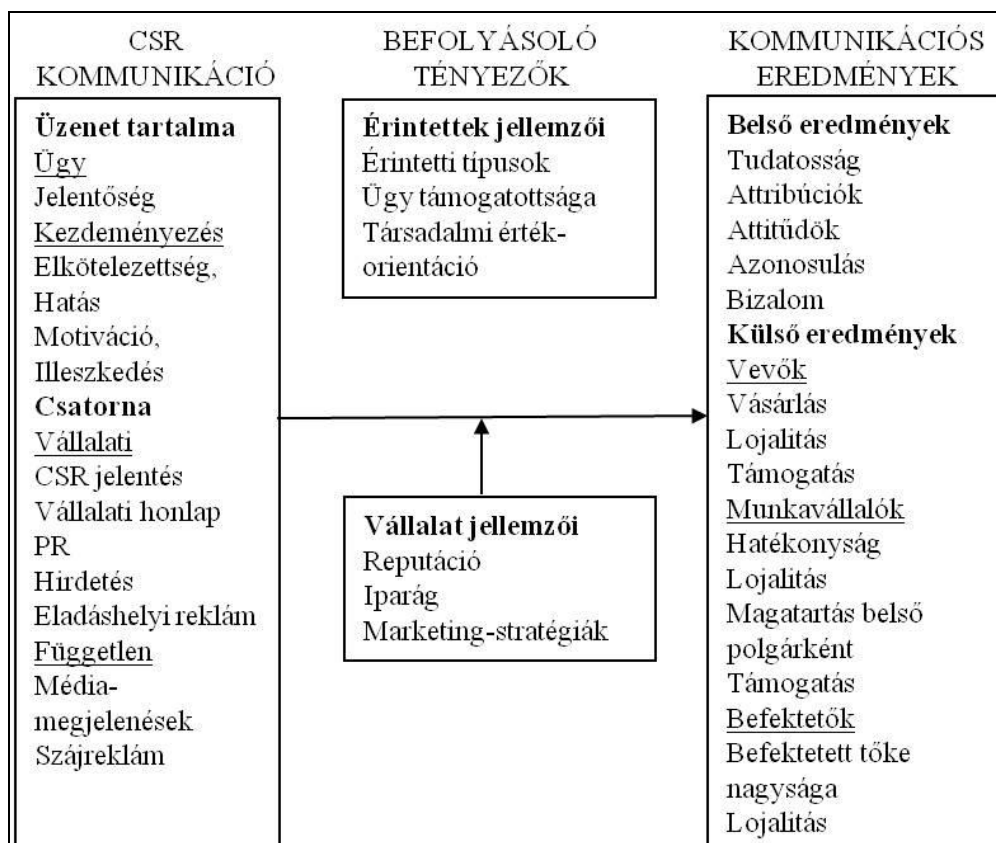 CSR
KOMMUNIKÁCIÓ
Üzenet tartalma
Ügy
Jelentőség
Kezdeményezés
Elkötelezettség,
Hatás
Motiváció,
Illeszkedés
Csatorna
Vállalati
CSR jelentés
Vállalati honlap
PR
Hirdetés
Eladáshelyi reklám
Független
Média-
megjelenések
Szájreklám
BEFOLYÁSOLÓ
TÉNYEZŐK
Érintettek jellemzői
Érintetti típusok
Ügy támogatottsága
Társadalmi érték-
orientáció
Vállalat jellemzői
Reputáció
Iparág
Marketing-stratégiák
KOMMUNIKÁCIÓS
EREDMÉNYEK
Belső eredmények
Tudatosság
Attribúciók
Attitűdök
Azonosulás
Bizalom
Külső eredmények
Vevők
Vásárlás
Lojalitás
Támogatás
Munkavállalók
Hatékonyság
Lojalitás
Magatartás belső
polgárként
Támogatás
Befektetők
Befektetett tőke
nagysága
Lojalitás